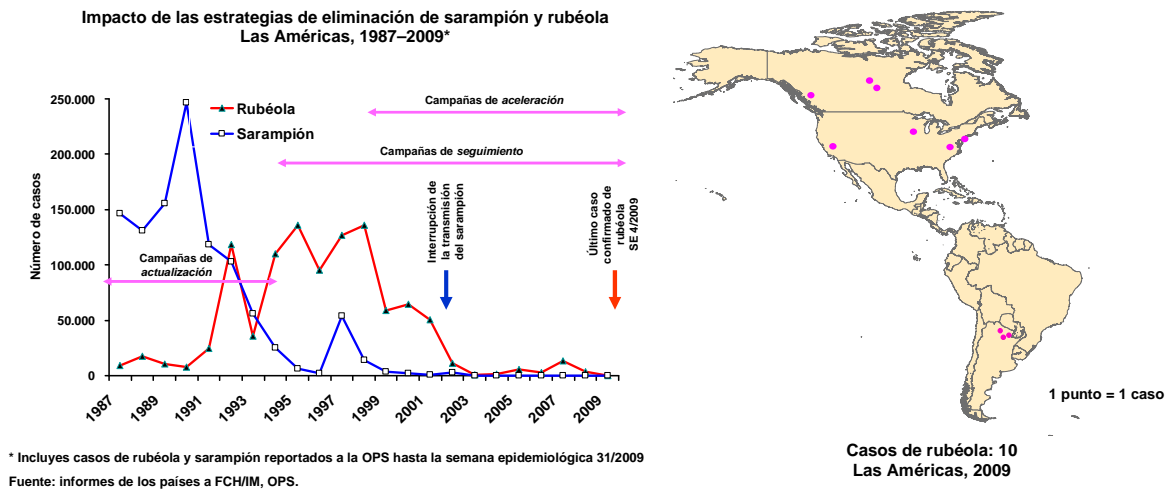 Impacto de las estrategias de eliminación de sarampión y rubéola
Las Américas, 1987–2009*
Número de casos
250.000
200.000
150.000
100.000
50.000
0
Rubéola
Sarampión
Campañas de aceleración
Campañas de seguimiento
Campañas de
actualización
Interrupción de
la transmisión
del sarampión
Último caso
confirmado de
rubéola
SE 4/2009
1987
1989
1991
1993
1995
1997
1999
2001
2003
2005
2007
2009
* Incluyes casos de rubéola y sarampión reportados a la OPS hasta la semana epidemiológica 31/2009
Fuente: informes de los países a FCH/IM, OPS.
1 punto = 1 caso
Casos de rubéola: 10
Las Américas, 2009